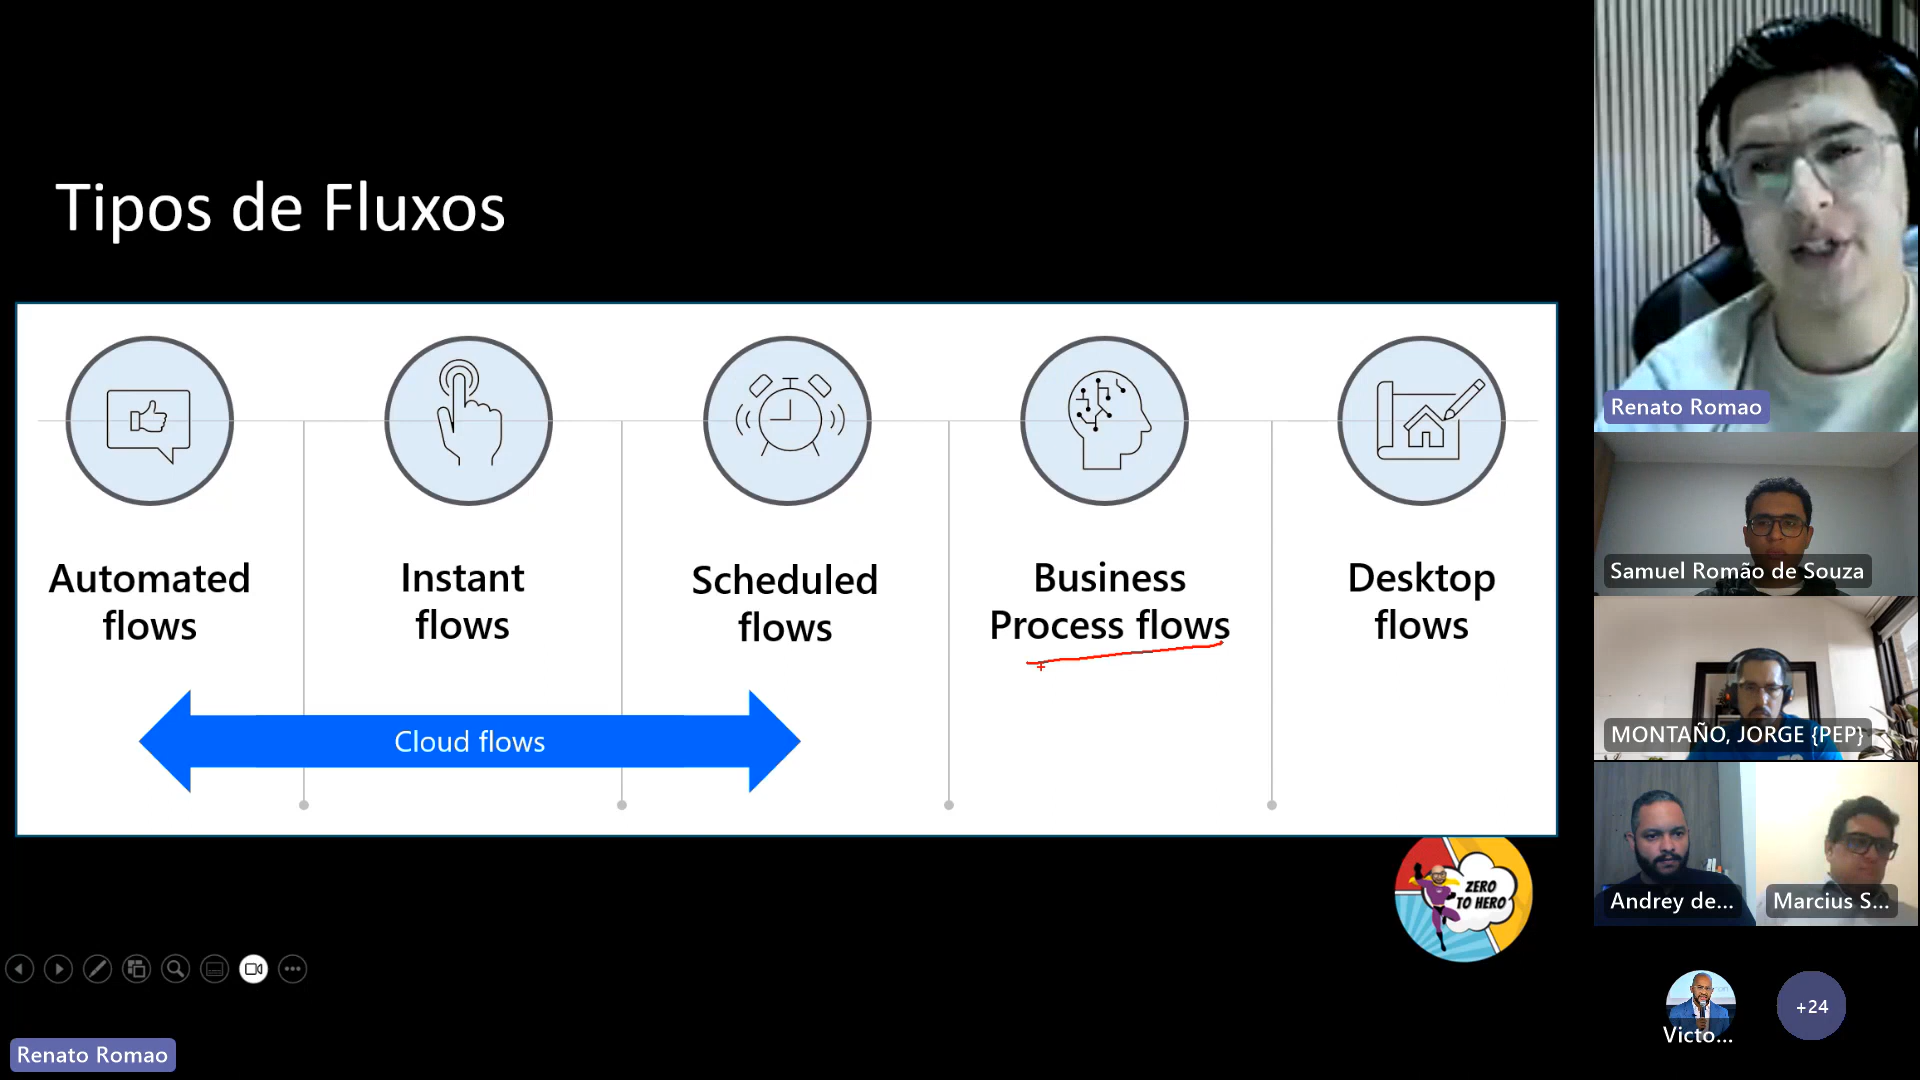 Tipos de Fluxos
Automated
flows
Instant
flows
Scheduled
flows
Business
Process flows
Desktop
flows
Cloud flows
ZERO
TO HERO
Renato Romao
Renato Romao
Samuel Romão de Souza
MONTAÑO, JORGE {PEP}
Andrey de...
Marcius S...
Victo...
+24